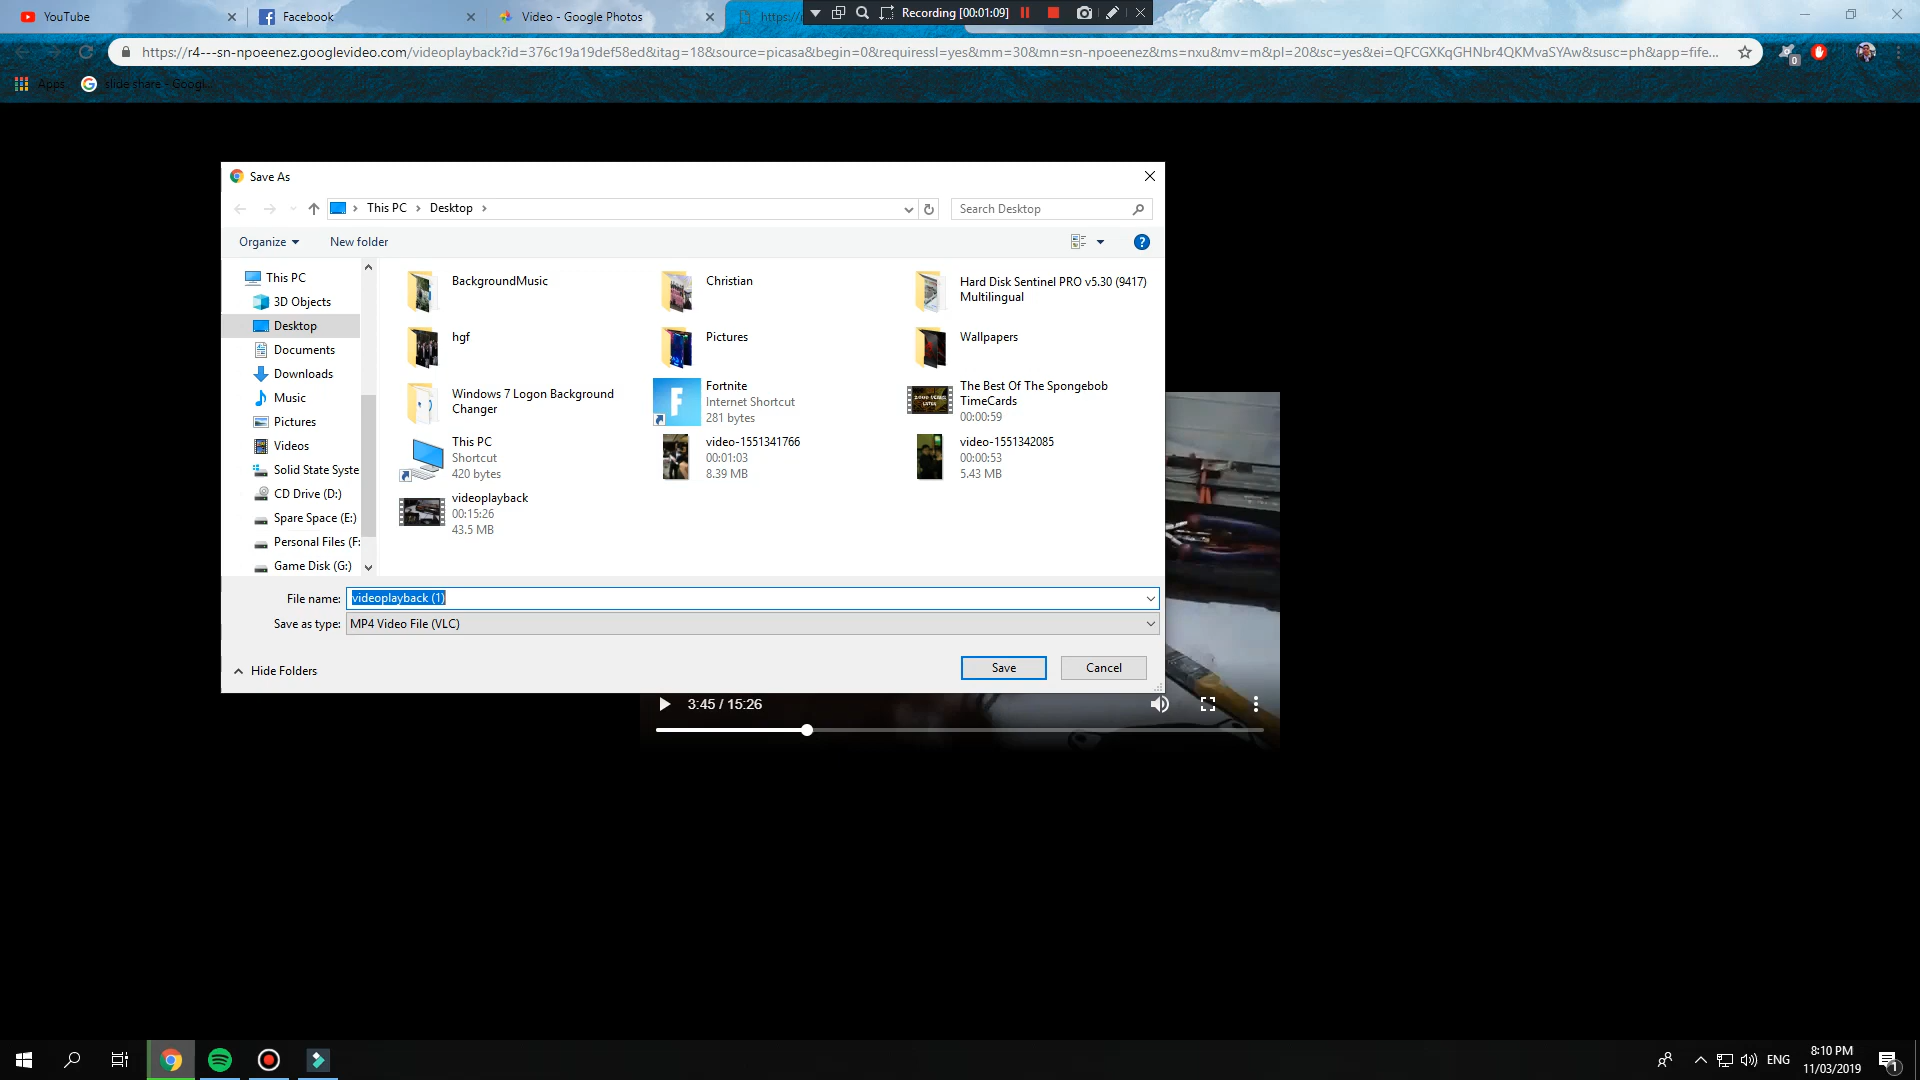 YouTube
Facebook
Video - Google Photos
https://
Recording [00:01:09]
https://r4---sn-npoeenez.googlevideo.com/videoplayback?id=376c19a19def58ed&itag=18&source=picasa&begin=0&requiressl=yes&mm=30&mn=sn-npoeenez&ms=nxu&mv=m&pl=20&sc=yes&ei=QFCGXKqGHNbr4QKMvaSYAw&susc=ph&app=fife...
0
Apps
slide share - Googl...
Save As
This PC
Desktop
Search Desktop
Organize
New folder
?
This PC
3D Objects
Desktop
Documents
Downloads
Music
Pictures
Videos
Solid State Syste
CD Drive (D:)
Spare Space (E:)
Personal Files (F:
Game Disk (G:)
BackgroundMusic
Christian
Hard Disk Sentinel PRO v5.30 (9417)
Multilingual
hgf
Pictures
Wallpapers
Windows 7 Logon Background
Changer
Fortnite
Internet Shortcut
281 bytes
The Best Of The Spongebob
TimeCards
00:00:59
This PC
Shortcut
420 bytes
video-1551341766
00:01:03
8.39 MB
video-1551342085
00:00:53
5.43 MB
videoplayback
00:15:26
43.5 MB
File name:
videoplayback (1)
Save as type:
MP4 Video File (VLC)
Hide Folders
Save
Cancel
3:45 / 15:26
ENG
8:10 PM
11/03/2019
1